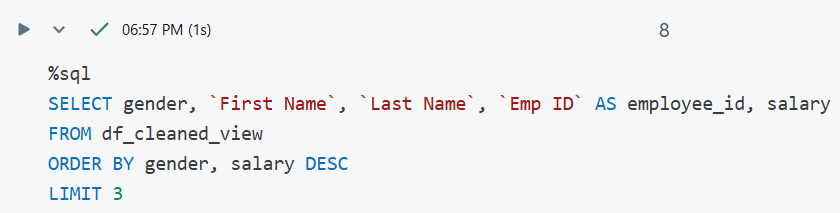 06:57 PM (1s)
8
%sql
SELECT gender, `First Name`, `Last Name`, `Emp ID` AS employee_id, salary
FROM df_cleaned_view
ORDER BY gender, salary DESC
LIMIT 3